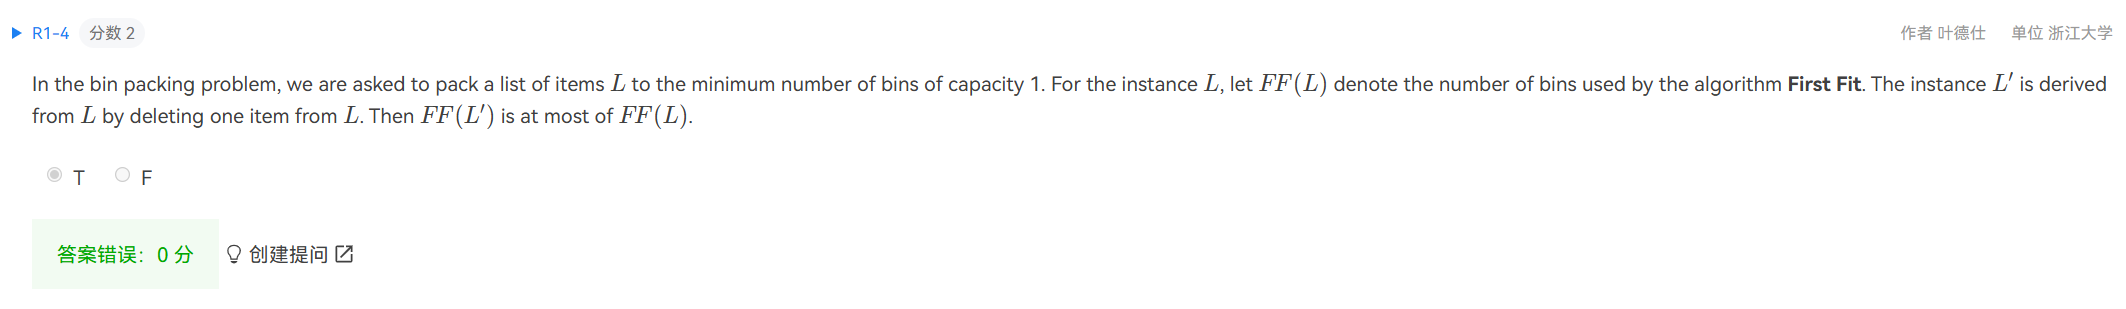 R1-4 分数 2 作者 叶德仕 单位 浙江大学
In the bin packing problem, we are asked to pack a list of items L to the minimum number of bins of capacity 1. For the instance L, let FF(L) denote the number of bins used by the algorithm First Fit. The instance L′ is derived
from L by deleting one item from L. Then FF(L′) is at most of FF(L).
T F
答案错误：0 分 创建提问